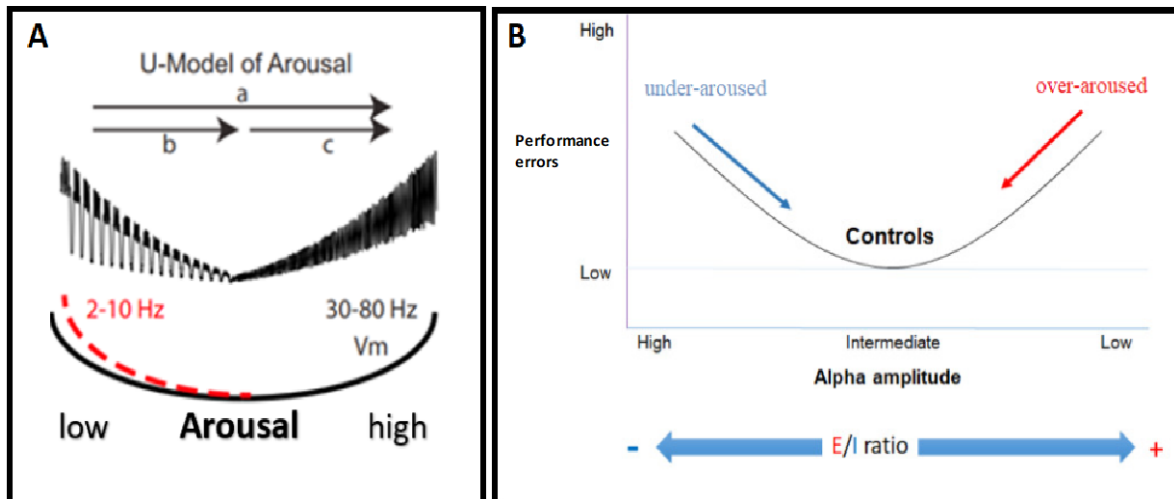 A
U-Model of Arousal
a
b
c
2-10 Hz
30-80 Hz
Vm
low
Arousal
high
B
High
under-aroused
over-aroused
Performance
errors
Controls
Low
High
Intermediate
Low
Alpha amplitude
- E/I ratio +